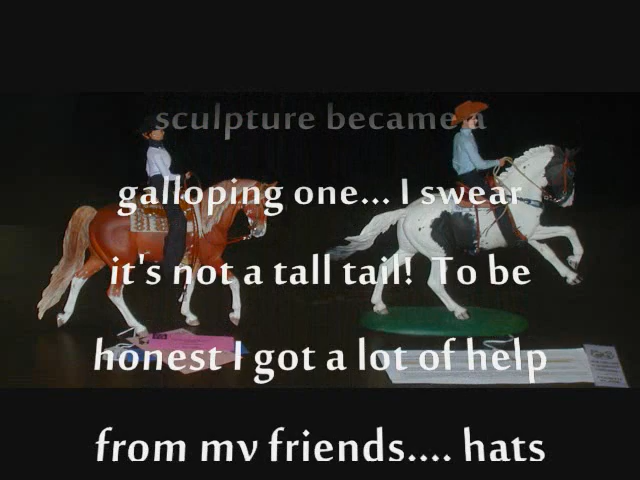 sculpture became a
galloping one... I swear
it's not a tall tail! To be
honest I got a lot of help
from my friends.... hats